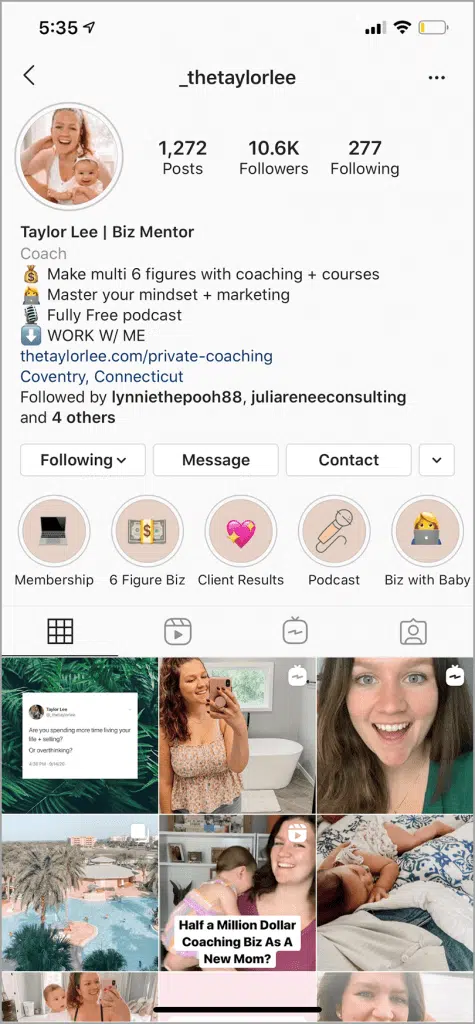 5:35
_thetaylorlee
1,272 10.6K 277
Posts Followers Following
Taylor Lee | Biz Mentor
Coach
Make multi 6 figures with coaching + courses
Master your mindset + marketing
Fully Free podcast
WORK W/ ME
thetaylorlee.com/private-coaching
Coventry, Connecticut
Followed by lynniethepooh88, juliareneeconsulting
and 4 others
Following Message Contact
Membership 6 Figure Biz Client Results Podcast Biz with Baby
Taylor Lee
@_thetaylorlee
Are you spending more time living your
life + selling?
Or overthinking?
Half a Million Dollar
Coaching Biz As A
New Mom?